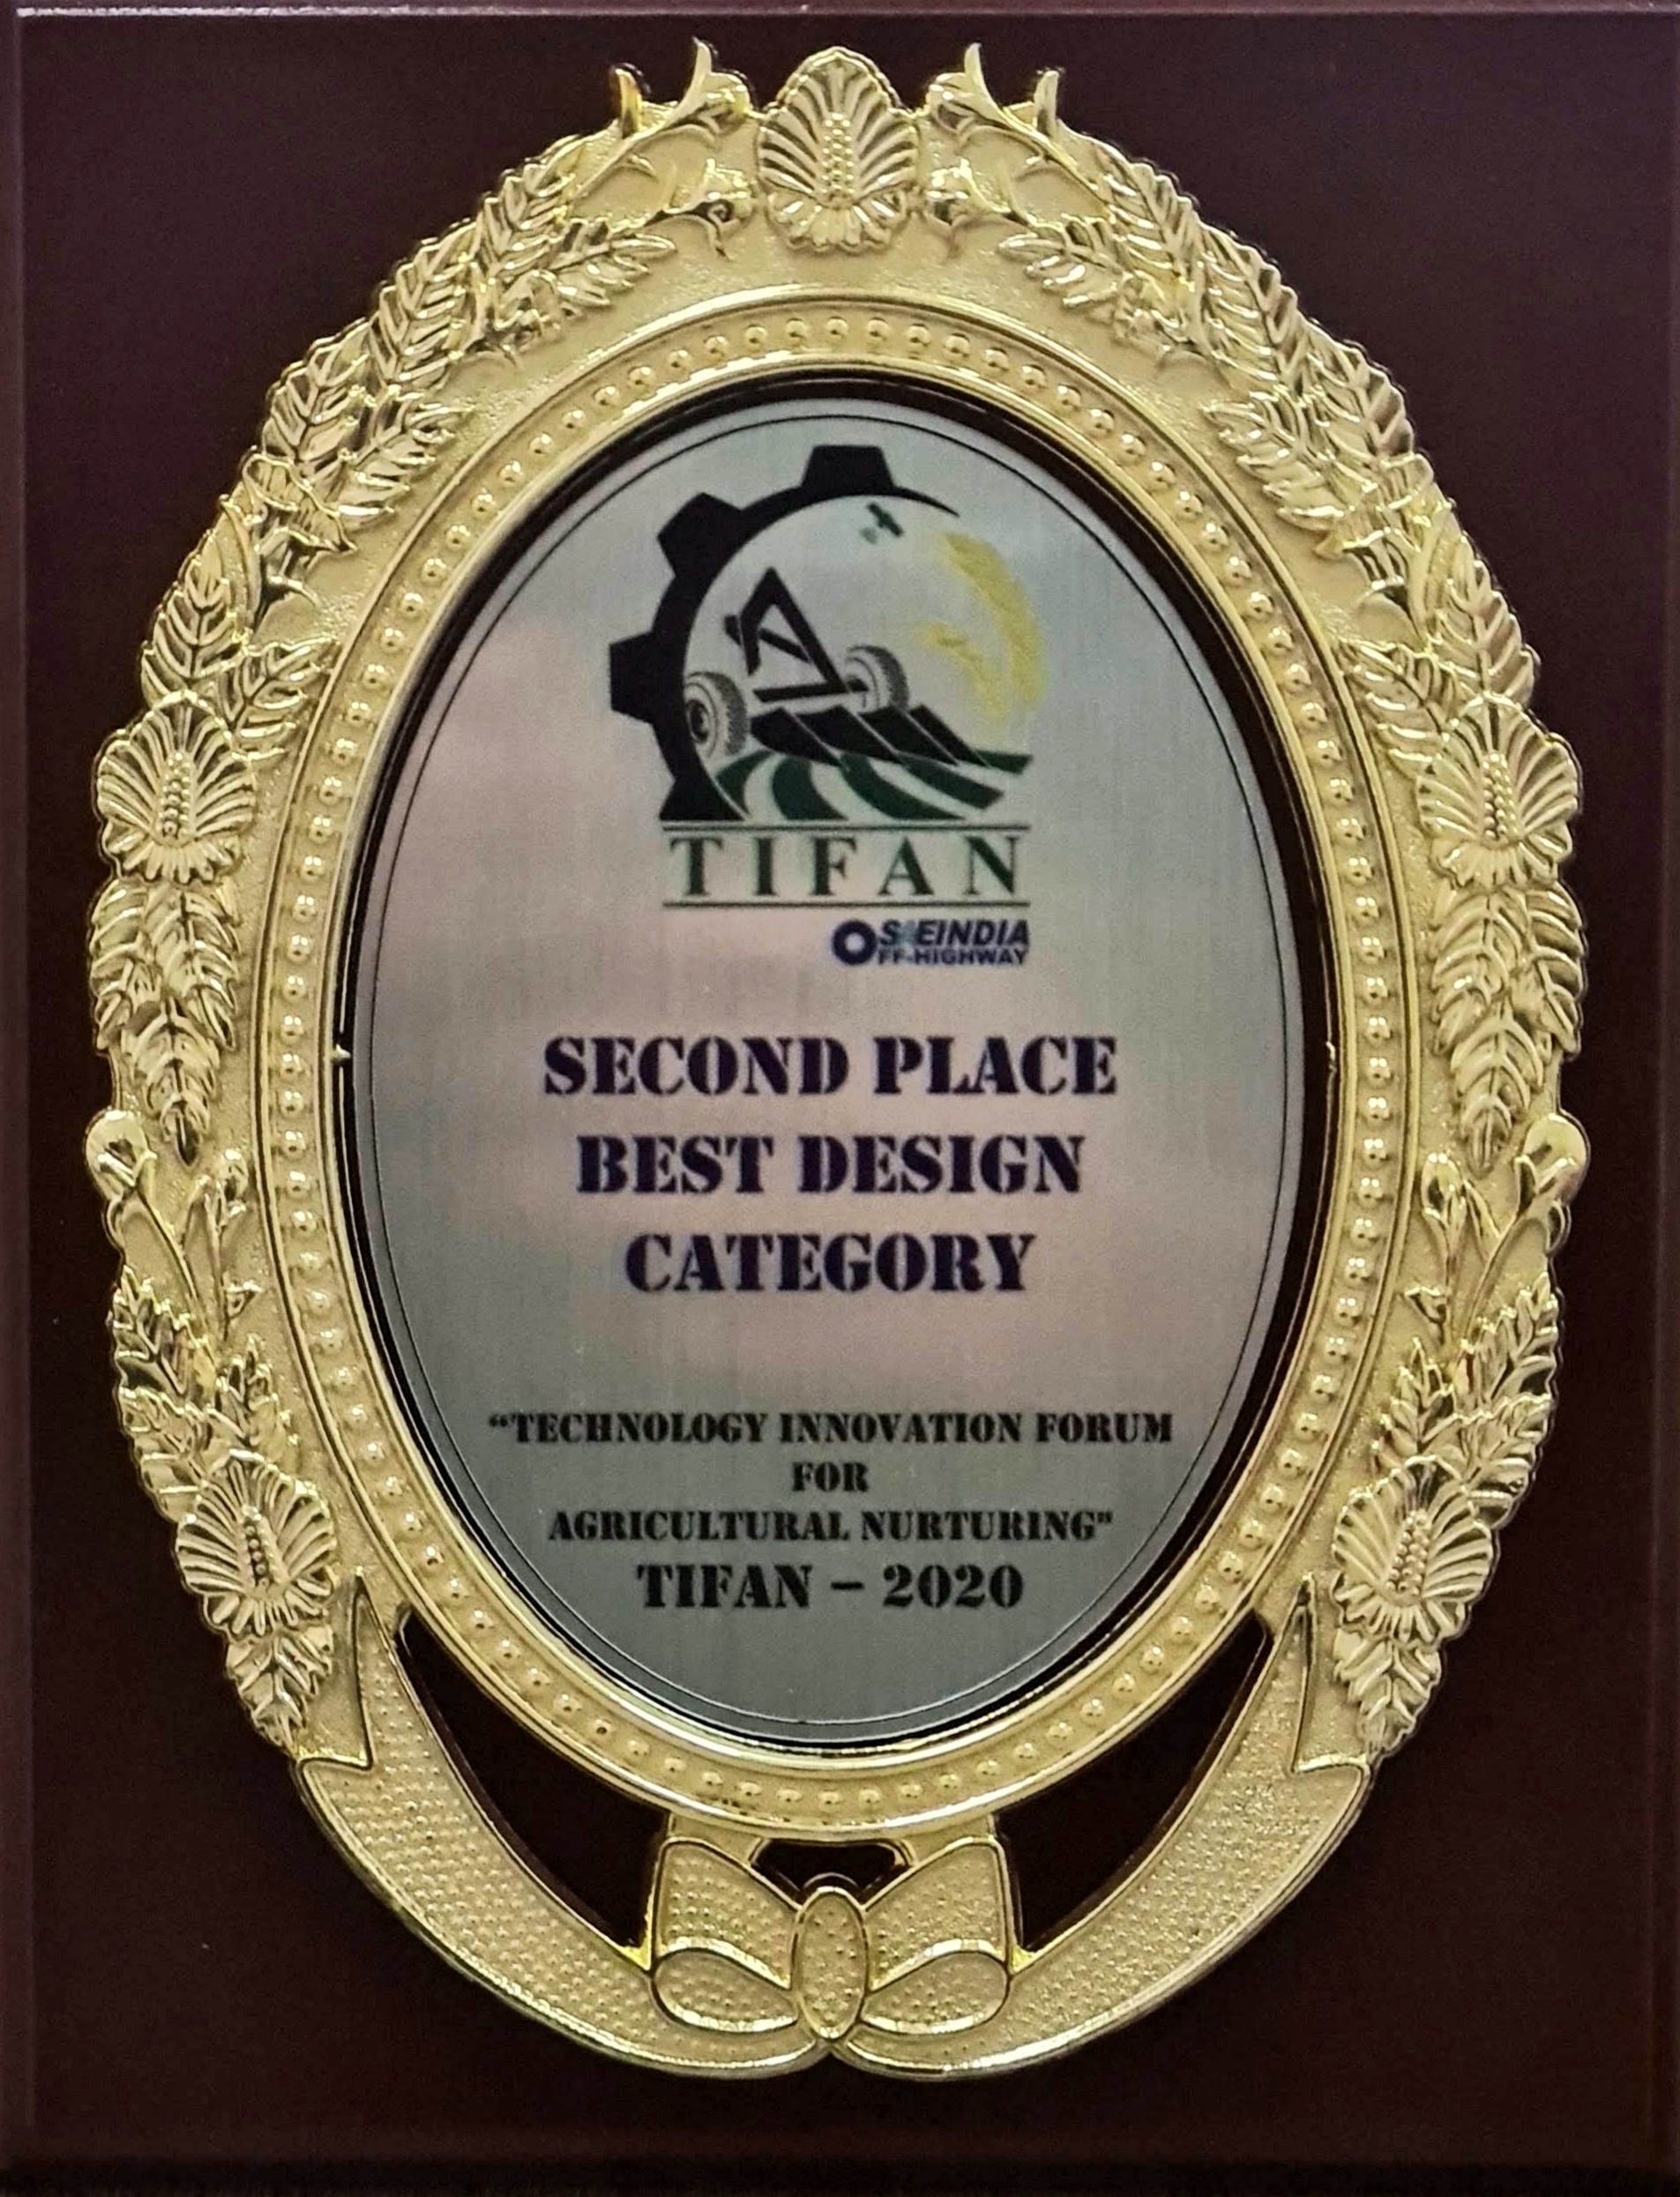 TIFAN
SAEINDIA
OFF-HIGHWAY
SECOND PLACE
BEST DESIGN
CATEGORY
“TECHNOLOGY INNOVATION FORUM
FOR
AGRICULTURAL NURTURING"
TIFAN – 2020